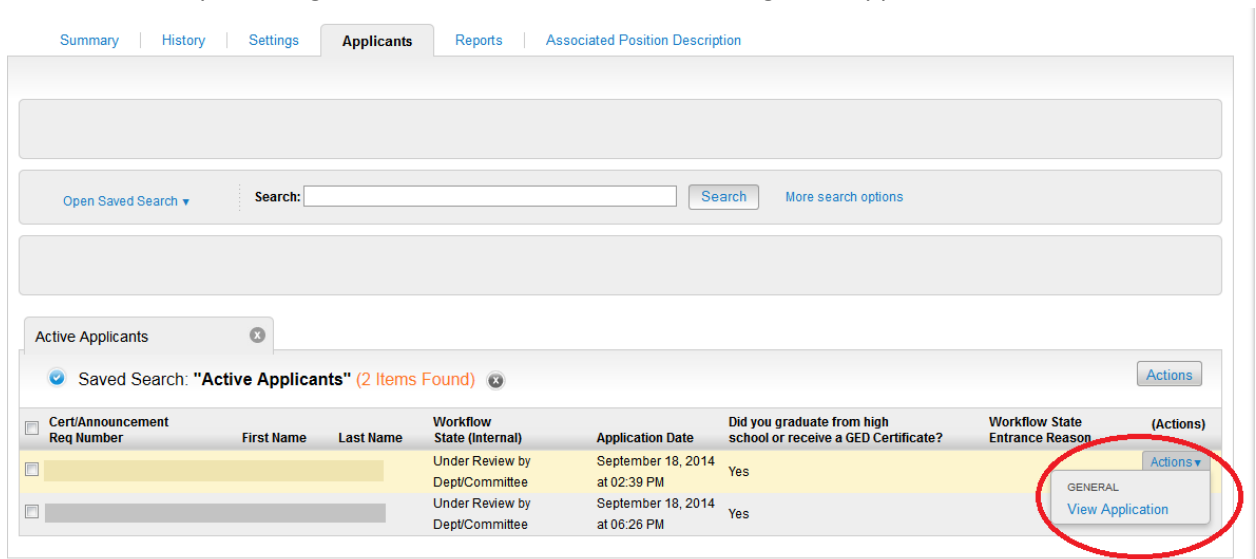 Summary History Settings Applicants Reports Associated Position Description
Open Saved Search ▾ Search: Search More search options
Active Applicants
Saved Search: "Active Applicants" (2 Items Found)
Actions
Cert/Announcement Req Number First Name Last Name Workflow State (Internal) Application Date Did you graduate from high school or receive a GED Certificate? Workflow State Entrance Reason (Actions)
Under Review by Dept/Committee September 18, 2014 at 02:39 PM Yes Actions ▾
GENERAL
View Application
Under Review by Dept/Committee September 18, 2014 at 06:26 PM Yes